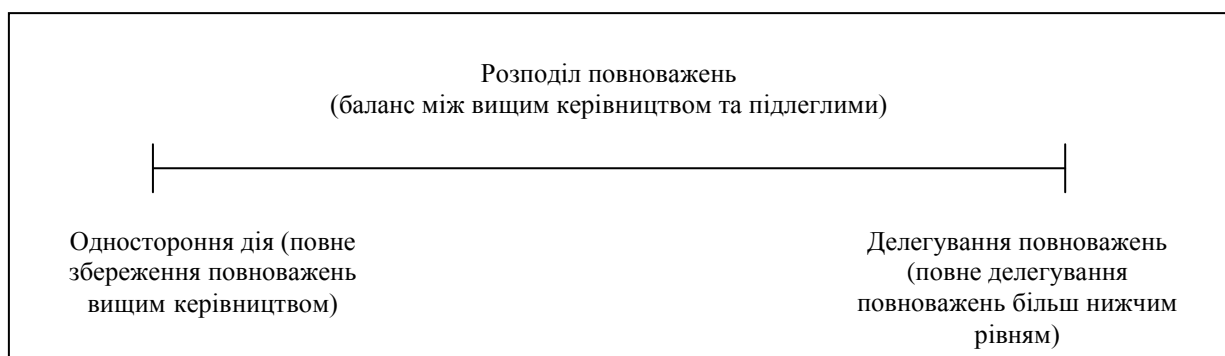 Розподіл повноважень
(баланс між вищим керівництвом та підлеглими)
Одностороння дія (повне
збереження повноважень
вищим керівництвом)
Делегування повноважень
(повне делегування
повноважень більш нижчим
рівням)